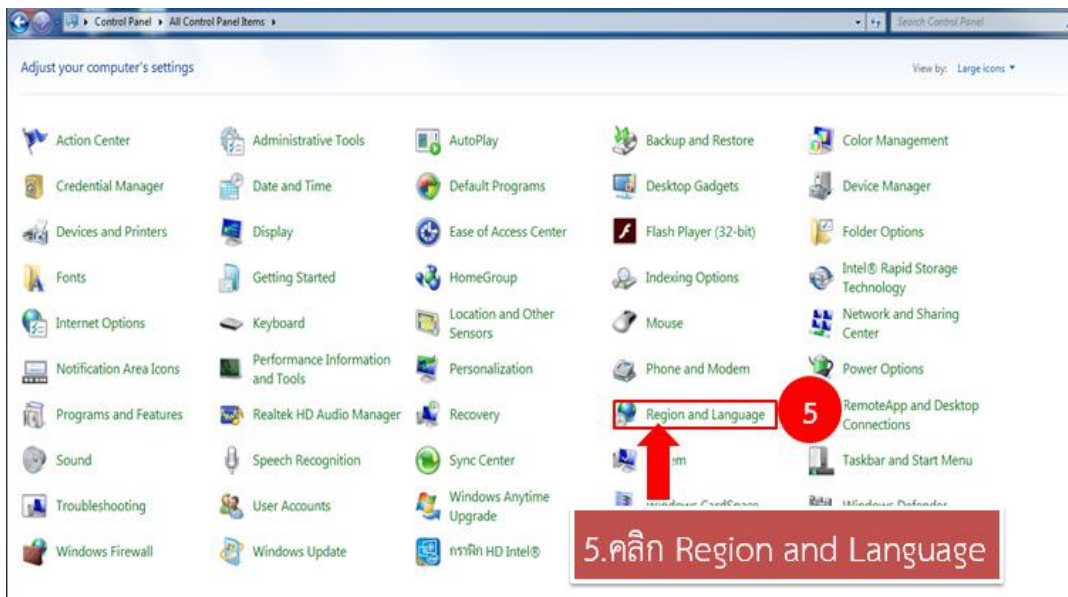 Control Panel ▸ All Control Panel Items ▸
Search Control Panel
Adjust your computer's settings
View by: Large icons ▾
Action Center
Administrative Tools
AutoPlay
Backup and Restore
Color Management
Credential Manager
Date and Time
Default Programs
Desktop Gadgets
Device Manager
Devices and Printers
Display
Ease of Access Center
Flash Player (32-bit)
Folder Options
Fonts
Getting Started
HomeGroup
Indexing Options
Intel® Rapid Storage
Technology
Internet Options
Keyboard
Location and Other
Sensors
Mouse
Network and Sharing
Center
Notification Area Icons
Performance Information
and Tools
Personalization
Phone and Modem
Power Options
Programs and Features
Realtek HD Audio Manager
Recovery
Region and Language
5
RemoteApp and Desktop
Connections
Sound
Speech Recognition
Sync Center
Taskbar and Start Menu
Troubleshooting
User Accounts
Windows Anytime
Upgrade
Windows CardSpace
Windows Defender
Windows Firewall
Windows Update
กราฟิก HD Intel®
5.คลิก Region and Language